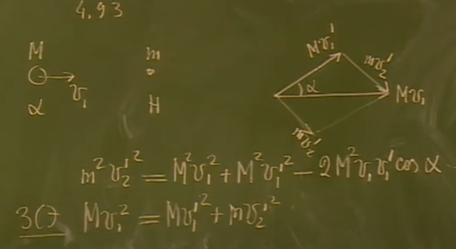 4.93
M m
v₁
α H
Mv₁'
mv₂'
α
Mv₁
mv₂'
m²v₂'² = M²v₁² + M²v₁'² − 2M²v₁v₁'cos α
ЗСЭ Mv₁² = Mv₁'² + mv₂'²